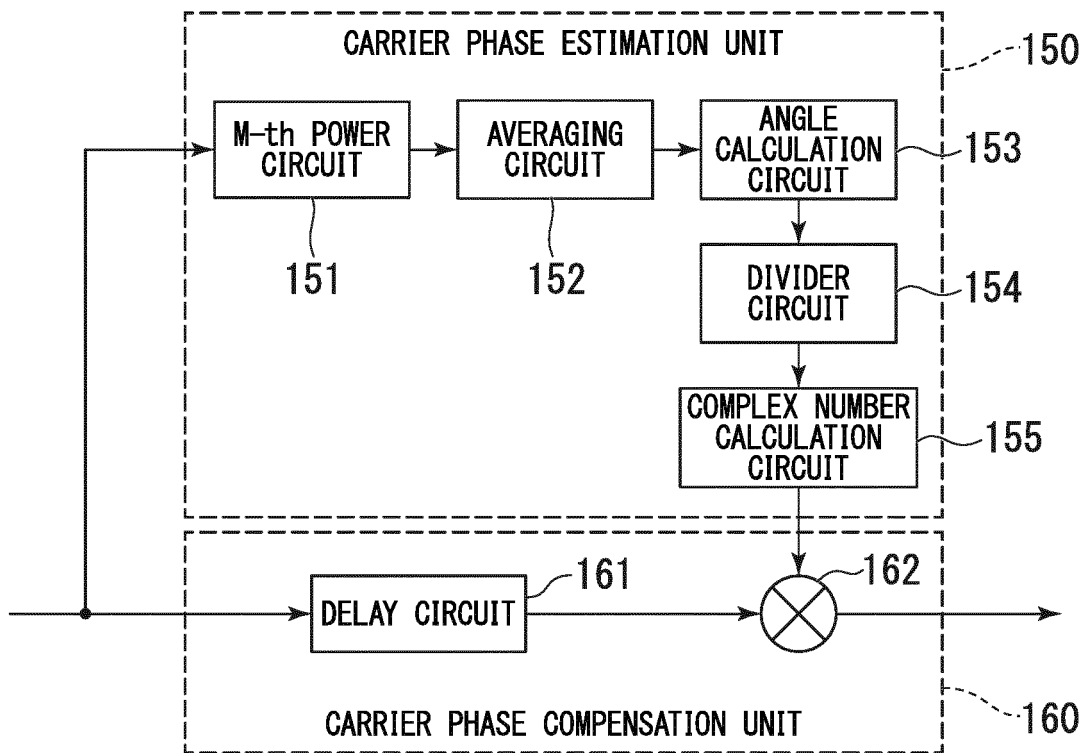 CARRIER PHASE ESTIMATION UNIT
150
M-th POWER
CIRCUIT
151
AVERAGING
CIRCUIT
152
ANGLE
CALCULATION
CIRCUIT
153
DIVIDER
CIRCUIT
154
COMPLEX NUMBER
CALCULATION
CIRCUIT
155
DELAY CIRCUIT
161
162
CARRIER PHASE COMPENSATION UNIT
160